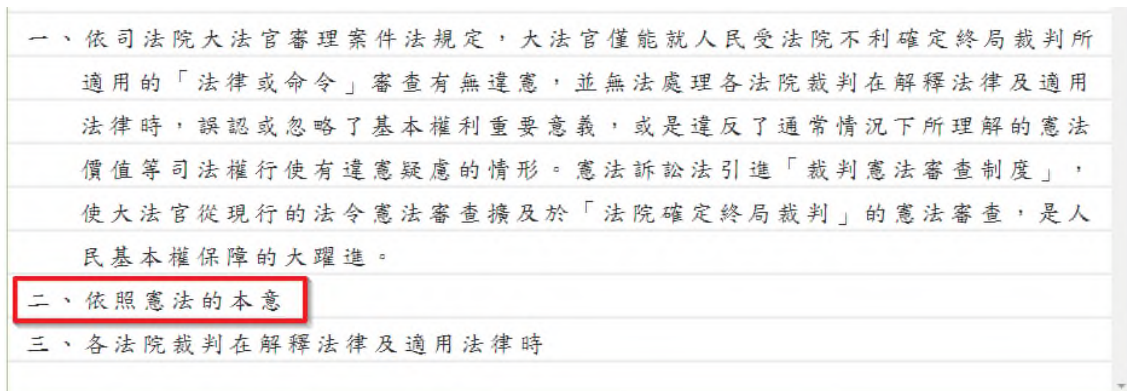 一、依司法院大法官審理案件法規定，大法官僅能就人民受法院不利確定終局裁判所
適用的「法律或命令」審查有無違憲，並無法處理各法院裁判在解釋法律及適用
法律時，誤認或忽略了基本權利重要意義，或是違反了通常情況下所理解的憲法
價值等司法權行使有違憲疑慮的情形。憲法訴訟法引進「裁判憲法審查制度」，
使大法官從現行的法令憲法審查擴及於「法院確定終局裁判」的憲法審查，是人
民基本權保障的大躍進。
二、依照憲法的本意
三、各法院裁判在解釋法律及適用法律時